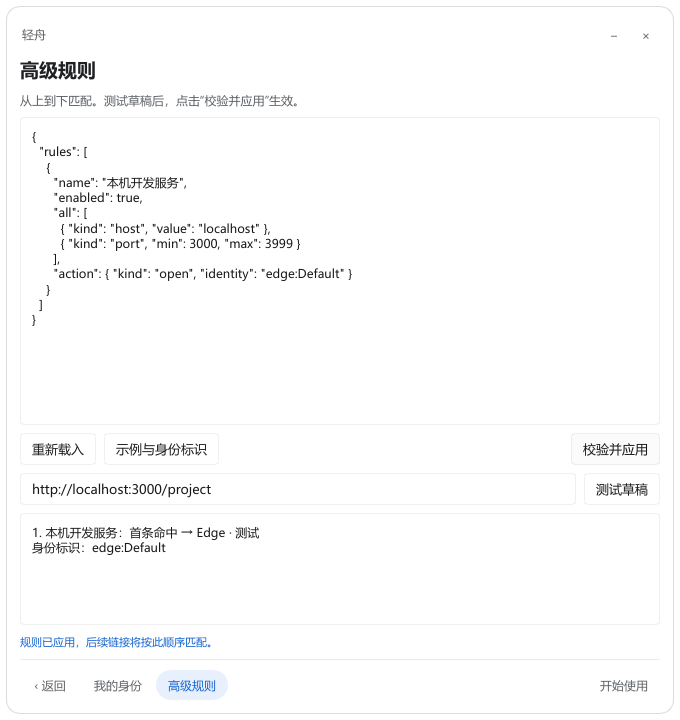 轻舟
高级规则
从上到下匹配。测试草稿后，点击“校验并应用”生效。
{
  "rules": [
    {
      "name": "本机开发服务",
      "enabled": true,
      "all": [
        { "kind": "host", "value": "localhost" },
        { "kind": "port", "min": 3000, "max": 3999 }
      ],
      "action": { "kind": "open", "identity": "edge:Default" }
    }
  ]
}
重新载入 示例与身份标识 校验并应用
http://localhost:3000/project 测试草稿
1. 本机开发服务：首条命中 → Edge · 测试
身份标识：edge:Default
规则已应用，后续链接将按此顺序匹配。
‹ 返回 我的身份 高级规则 开始使用